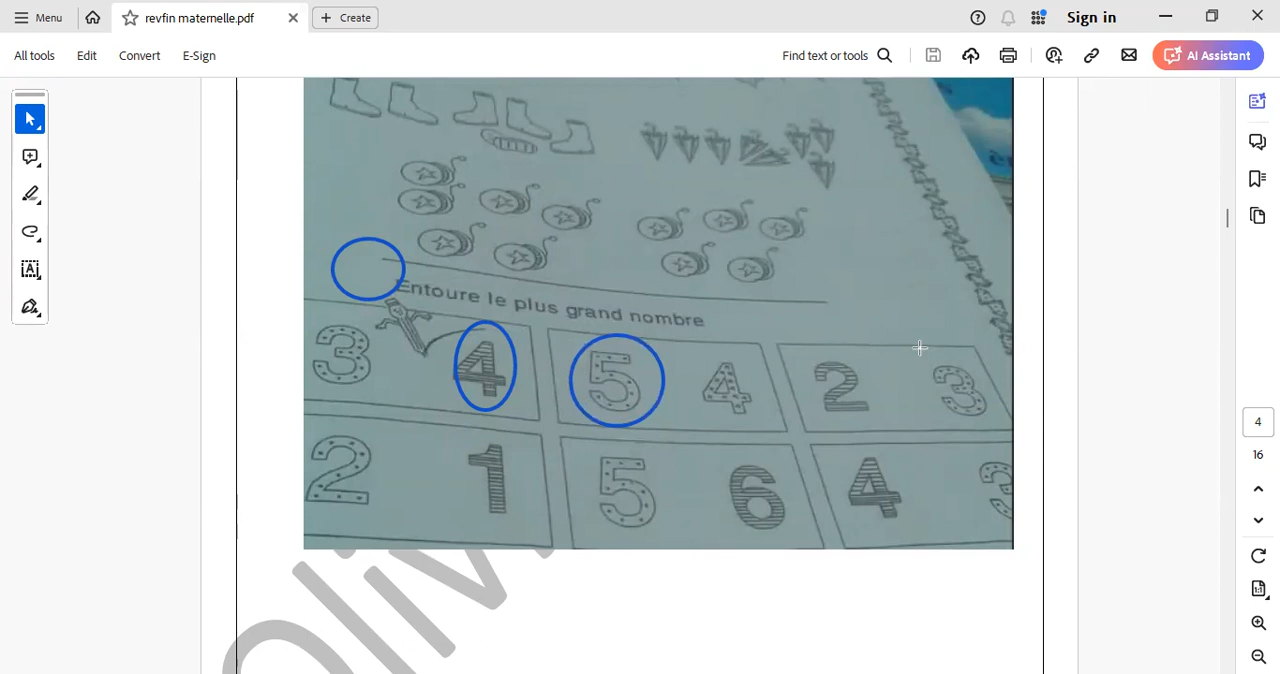 Menu
revfin maternelle.pdf
Create
Sign in
All tools
Edit
Convert
E-Sign
Find text or tools
AI Assistant
Entoure le plus grand nombre
3 4 5 4 2 3
2 1 5 6 4 3
4
16